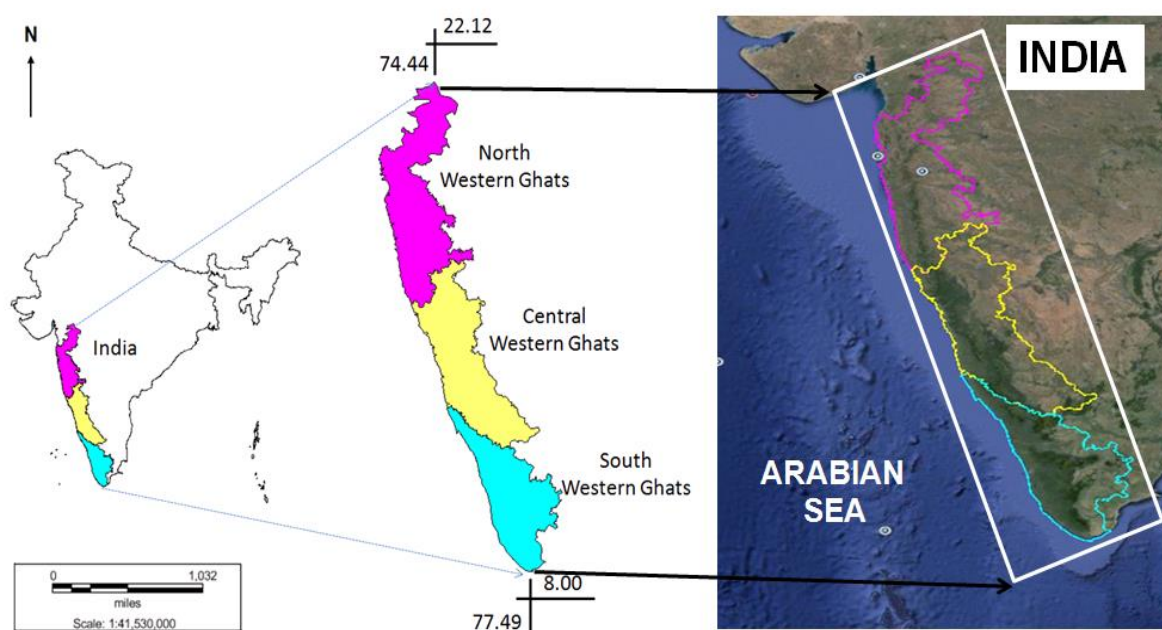 N
22.12
74.44
INDIA
North
Western Ghats
India
Central
Western Ghats
South
Western Ghats
ARABIAN
SEA
0 1,032
miles
Scale: 1:41,530,000
8.00
77.49